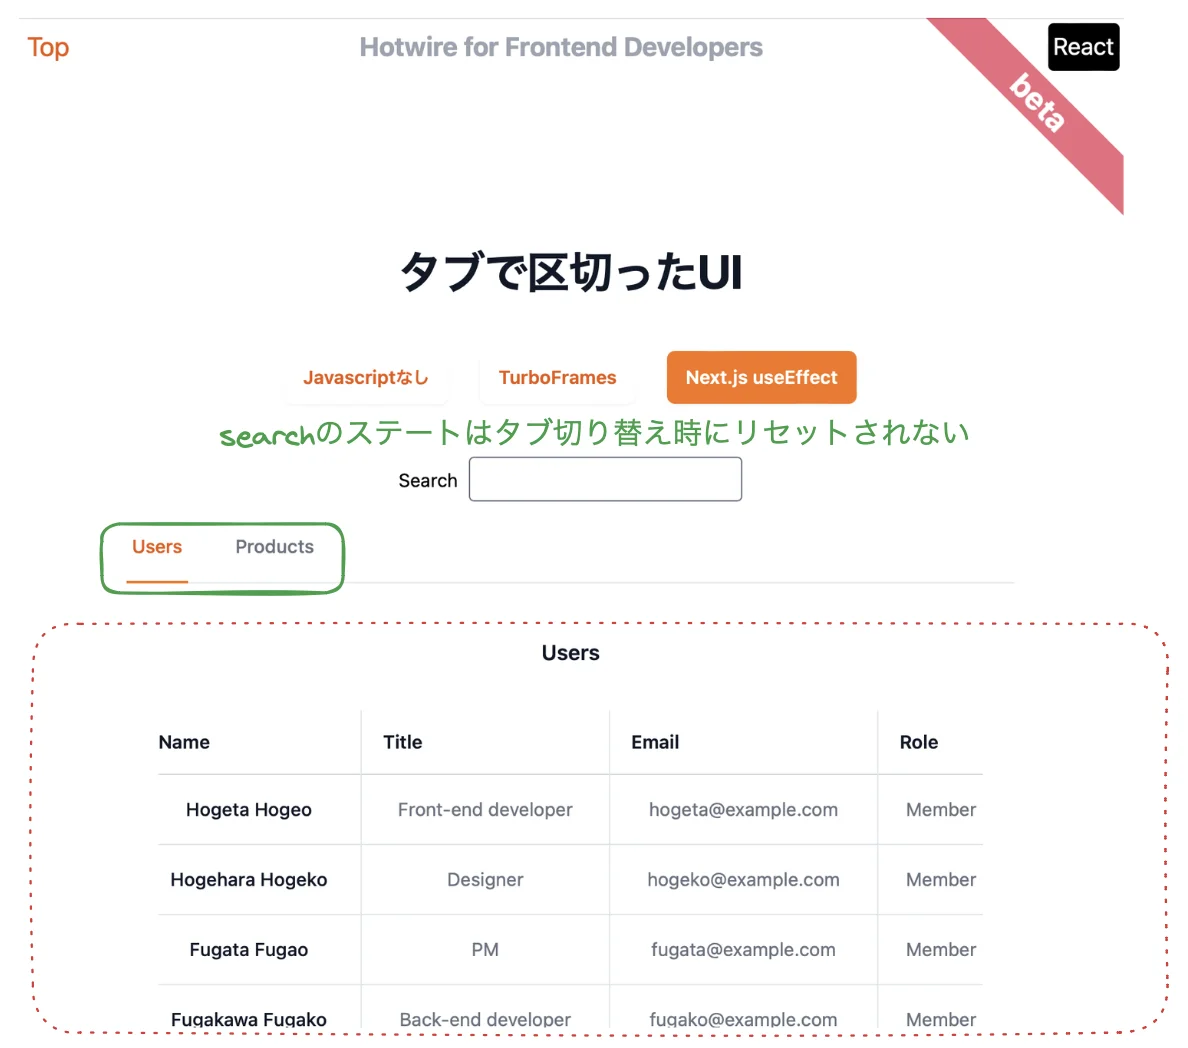 Top
Hotwire for Frontend Developers
React
beta
タブで区切ったUI
Javascriptなし
TurboFrames
Next.js useEffect
searchのステートはタブ切り替え時にリセットされない
Search
Users
Products
Users
Name Title Email Role
Hogeta Hogeo Front-end developer hogeta@example.com Member
Hogehara Hogeko Designer hogeko@example.com Member
Fugata Fugao PM fugata@example.com Member
Fugakawa Fugako Back-end developer fugako@example.com Member